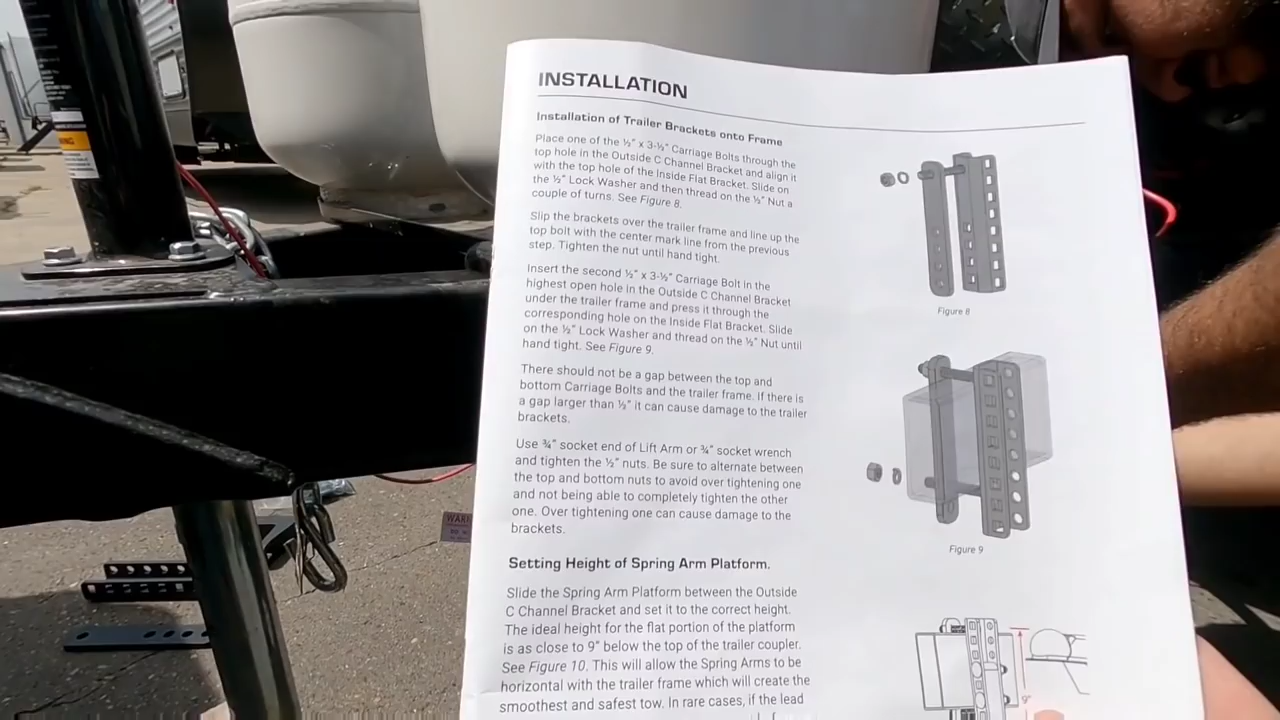 INSTALLATION
Installation of Trailer Brackets onto Frame
Place one of the ½" x 3-½" Carriage Bolts through the
top hole in the Outside C Channel Bracket and align it
with the top hole of the Inside Flat Bracket. Slide on
the ½" Lock Washer and then thread on the ½" Nut a
couple of turns. See Figure 8.
Slip the brackets over the trailer frame and line up the
top bolt with the center mark line from the previous
step. Tighten the nut until hand tight.
Insert the second ½" x 3-½" Carriage Bolt in the
highest open hole in the Outside C Channel Bracket
under the trailer frame and press it through the
corresponding hole on the Inside Flat Bracket. Slide
on the ½" Lock Washer and thread on the ½" Nut until
hand tight. See Figure 9.
There should not be a gap between the top and
bottom Carriage Bolts and the trailer frame. If there is
a gap larger than ½" it can cause damage to the trailer
brackets.
Use ¾" socket end of Lift Arm or ¾" socket wrench
and tighten the ½" nuts. Be sure to alternate between
the top and bottom nuts to avoid over tightening one
and not being able to completely tighten the other
one. Over tightening one can cause damage to the
brackets.
Setting Height of Spring Arm Platform.
Slide the Spring Arm Platform between the Outside
C Channel Bracket and set it to the correct height.
The ideal height for the flat portion of the platform
is as close to 9" below the top of the trailer coupler.
See Figure 10. This will allow the Spring Arms to be
horizontal with the trailer frame which will create the
smoothest and safest tow. In rare cases, if the lead
Figure 8
Figure 9
9"
WARN